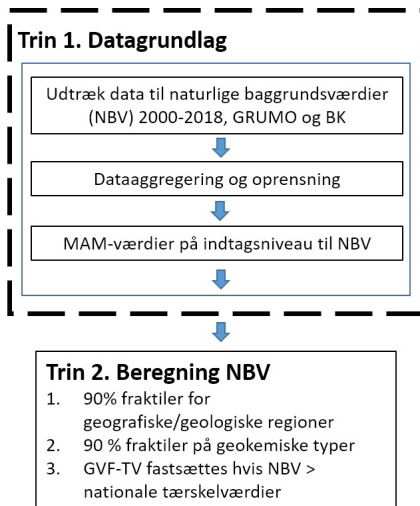 Trin 1. Datagrundlag
Udtræk data til naturlige baggrundsværdier
(NBV) 2000-2018, GRUMO og BK
Dataaggregering og oprensning
MAM-værdier på indtagsniveau til NBV
Trin 2. Beregning NBV
1. 90% fraktiler for
geografiske/geologiske regioner
2. 90 % fraktiler på geokemiske typer
3. GVF-TV fastsættes hvis NBV >
nationale tærskelværdier